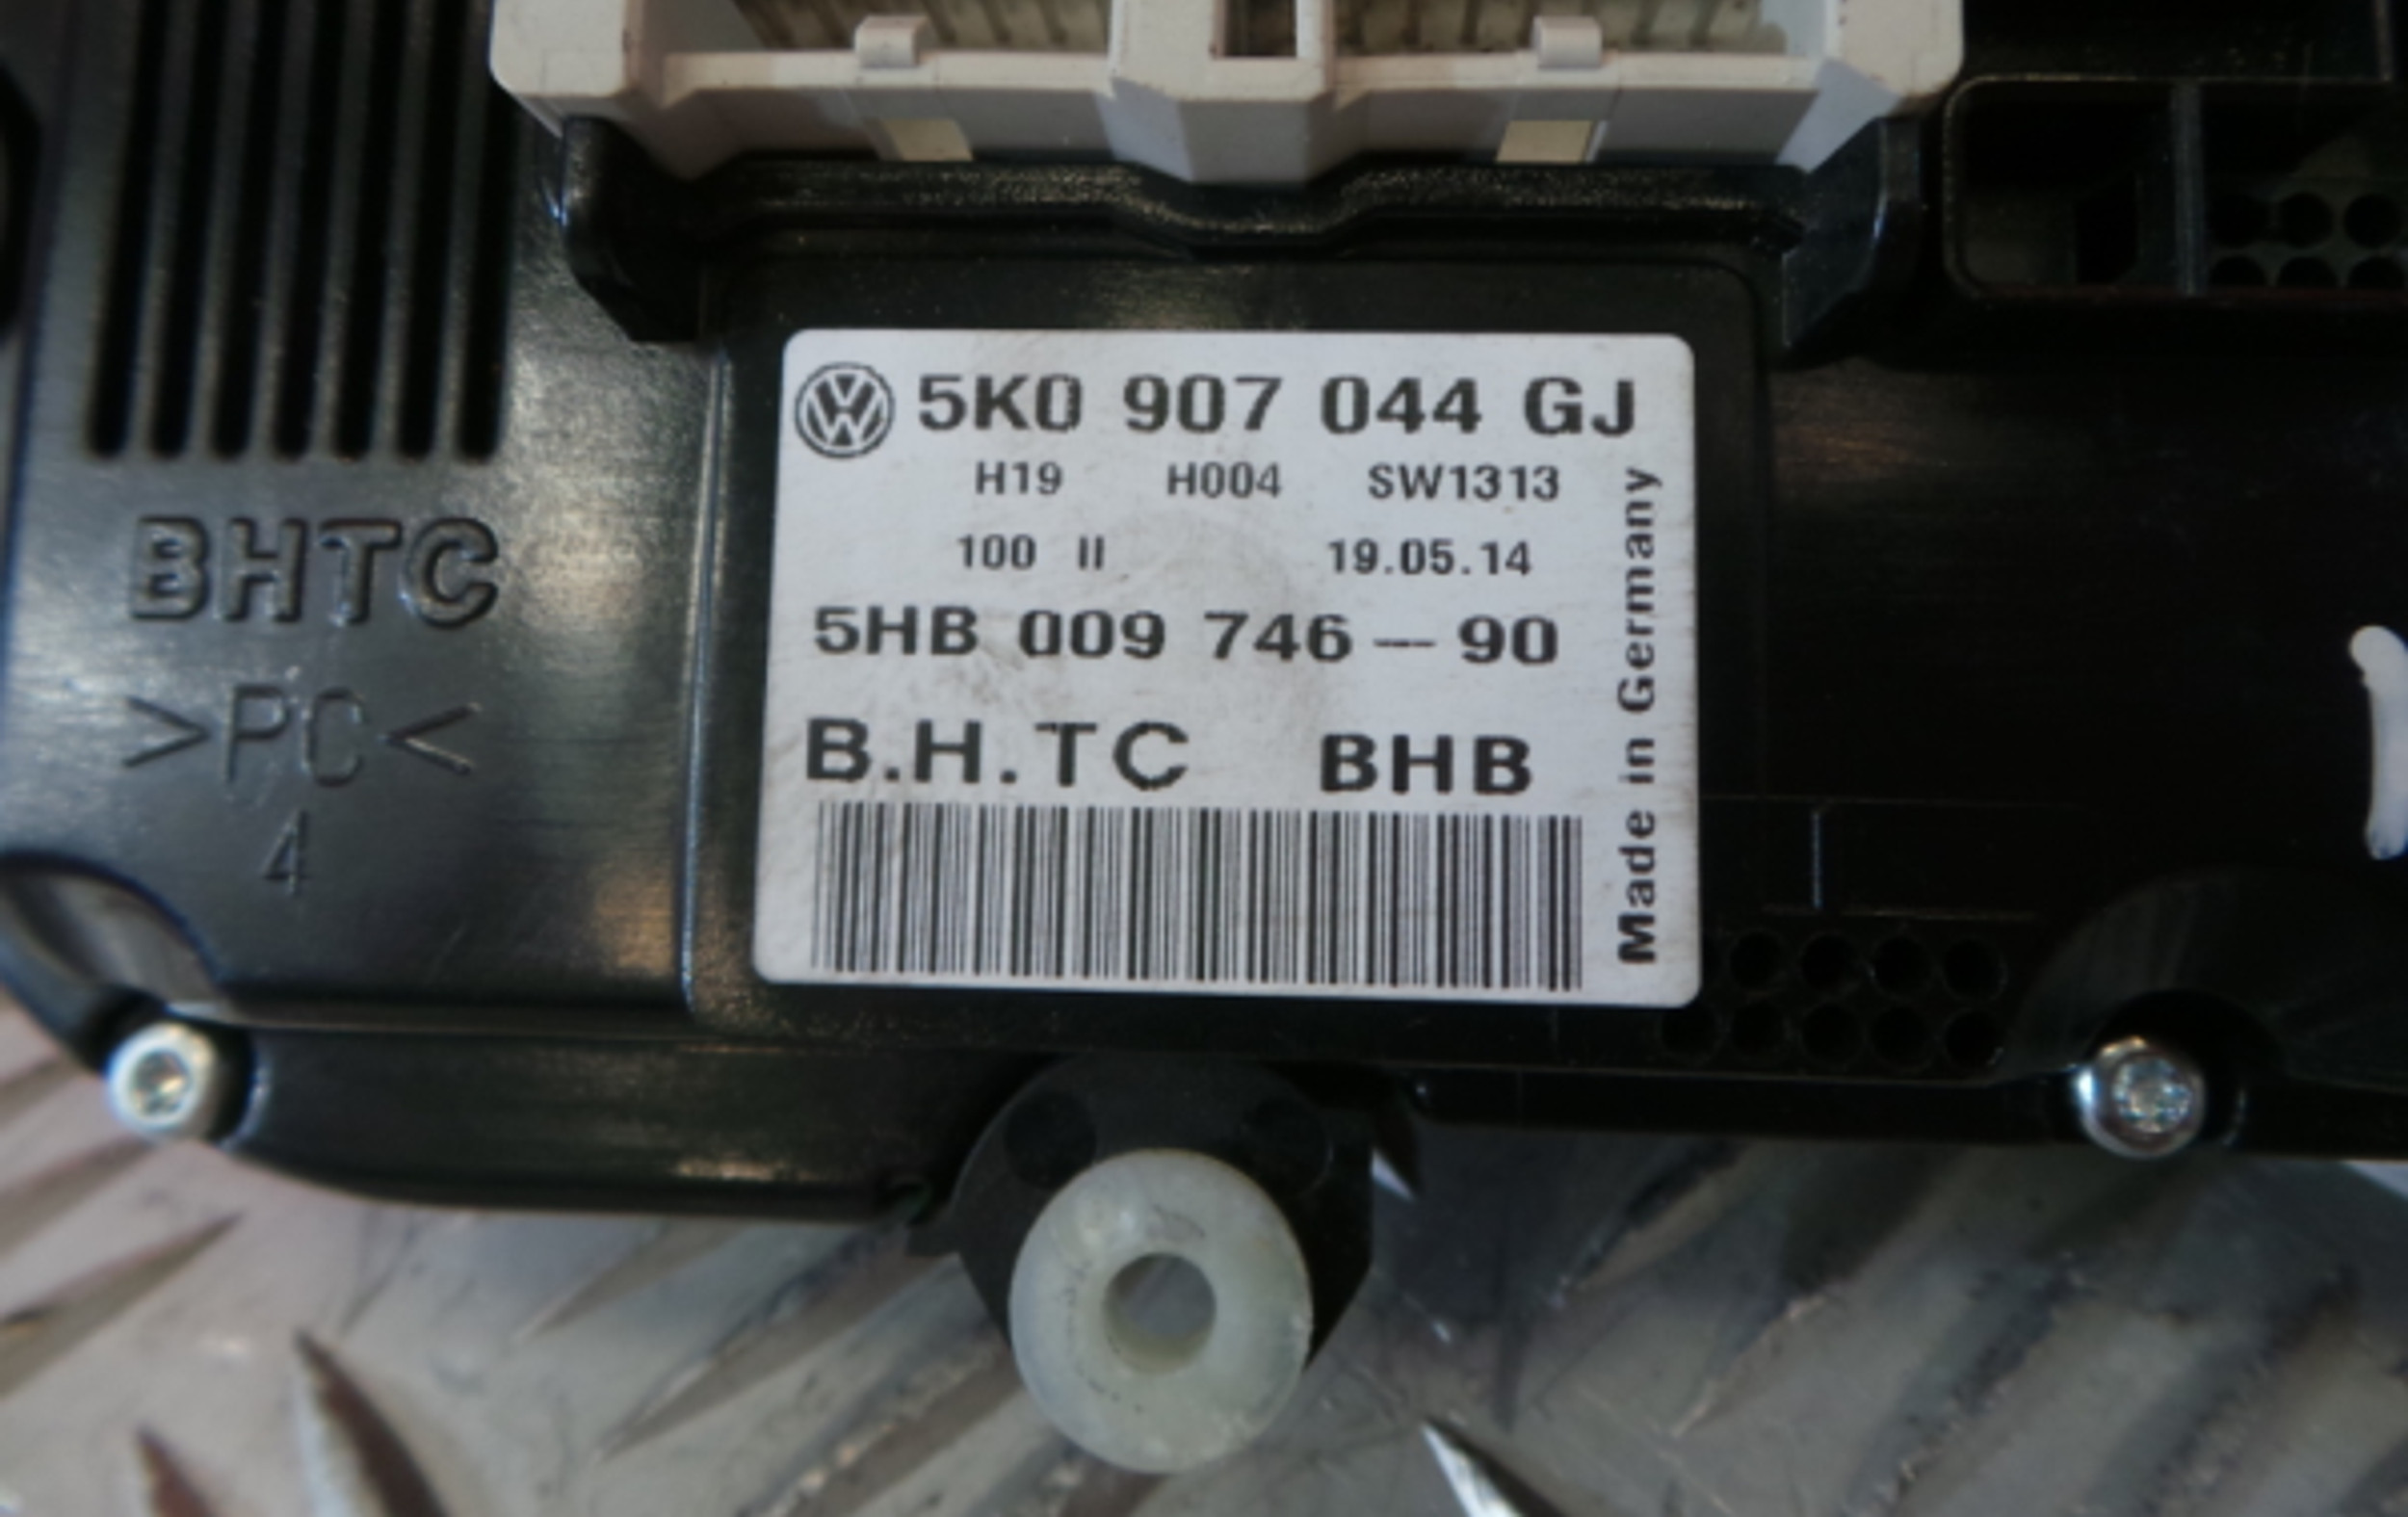 5K0 907 044 GJ
H19 H004 SW1313
100 II 19.05.14
5HB 009 746-90
B.H.TC BHB
Made in Germany
BHTC
>PC<
4